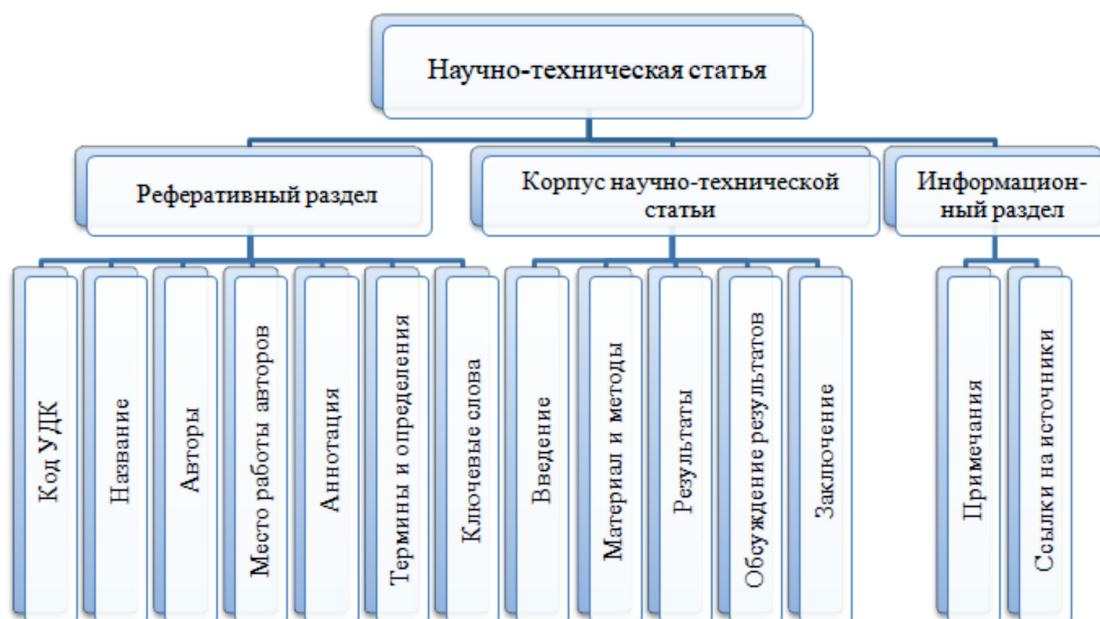 Научно-техническая статья
Реферативный раздел
Корпус научно-технической
статьи
Информацион-
ный раздел
Код УДК
Название
Авторы
Место работы авторов
Аннотация
Термины и определения
Ключевые слова
Введение
Материал и методы
Результаты
Обсуждение результатов
Заключение
Примечания
Ссылки на источники